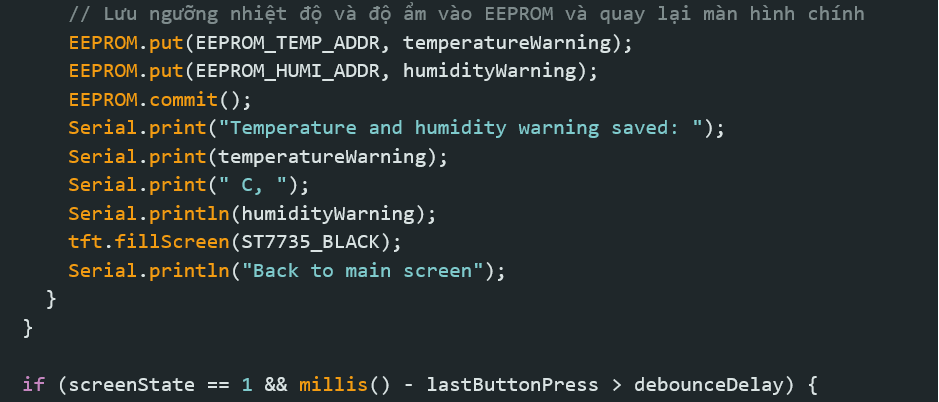 // Lưu ngưỡng nhiệt độ và độ ẩm vào EEPROM và quay lại màn hình chính
EEPROM.put(EEPROM_TEMP_ADDR, temperatureWarning);
EEPROM.put(EEPROM_HUMI_ADDR, humidityWarning);
EEPROM.commit();
Serial.print("Temperature and humidity warning saved: ");
Serial.print(temperatureWarning);
Serial.print(" C, ");
Serial.println(humidityWarning);
tft.fillScreen(ST7735_BLACK);
Serial.println("Back to main screen");
}
}
if (screenState == 1 && millis() - lastButtonPress > debounceDelay) {